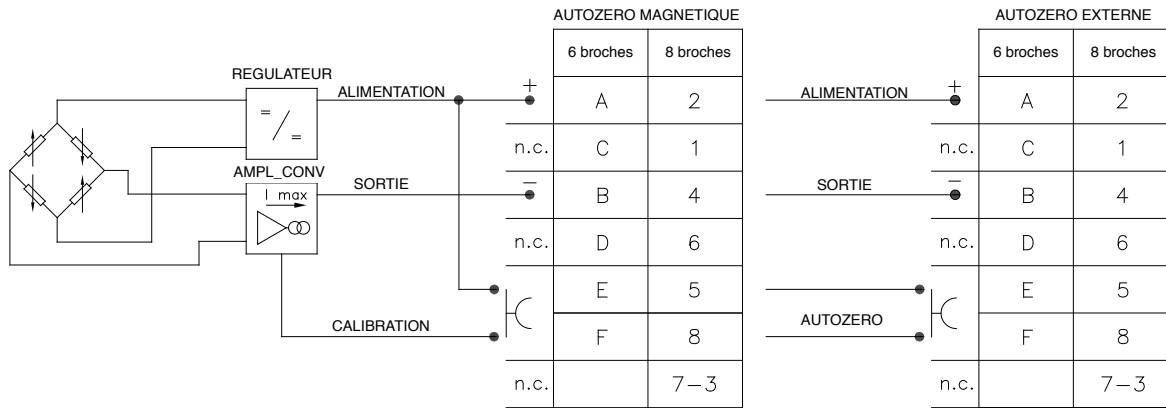 AUTOZERO MAGNETIQUE
6 broches 8 broches
RÉGULATEUR
ALIMENTATION + A 2
= / =
n.c. C 1
AMPL_CONV
I max
SORTIE − B 4
n.c. D 6
E 5
CALIBRATION F 8
n.c. 7−3
AUTOZERO EXTERNE
6 broches 8 broches
ALIMENTATION + A 2
n.c. C 1
SORTIE − B 4
n.c. D 6
E 5
AUTOZERO F 8
n.c. 7−3